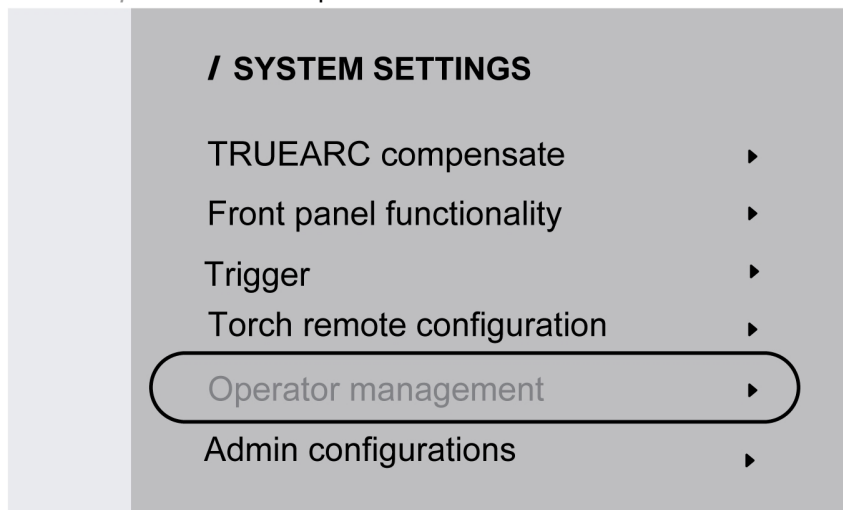 / SYSTEM SETTINGS
TRUEARC compensate
Front panel functionality
Trigger
Torch remote configuration
Operator management
Admin configurations